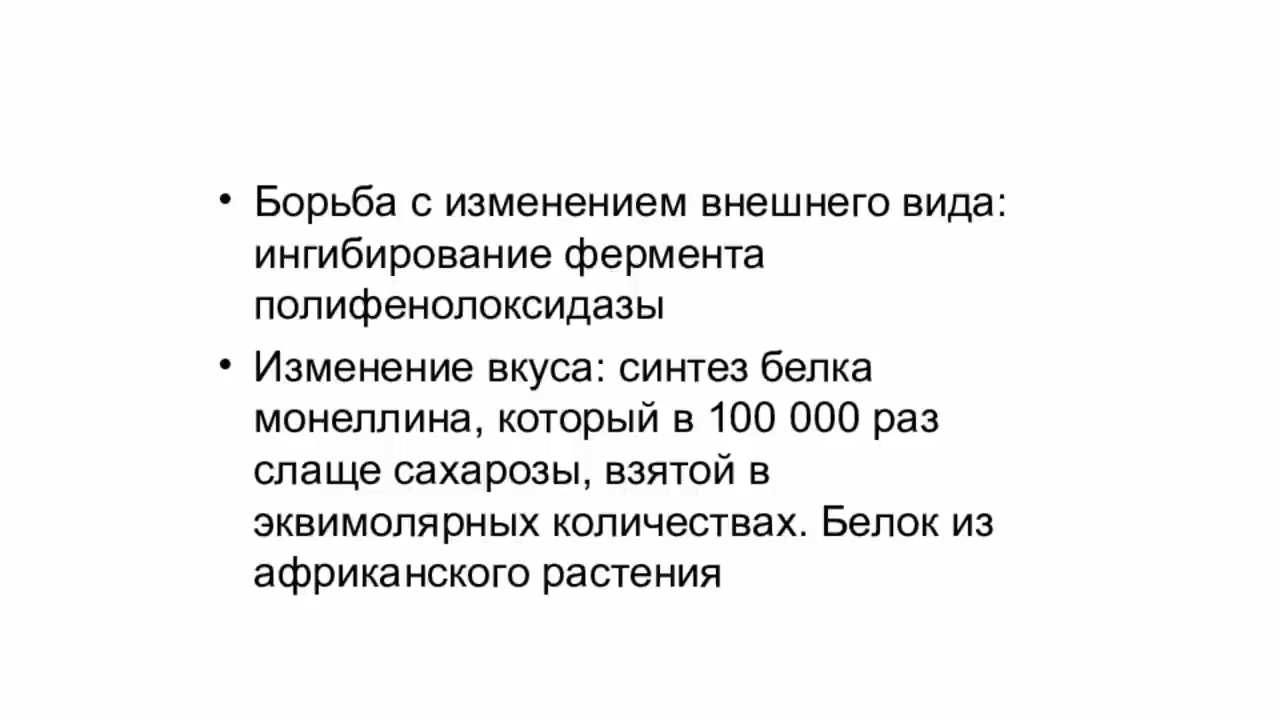 • Борьба с изменением внешнего вида:
ингибирование фермента
полифенолоксидазы
• Изменение вкуса: синтез белка
монеллина, который в 100 000 раз
слаще сахарозы, взятой в
эквимолярных количествах. Белок из
африканского растения